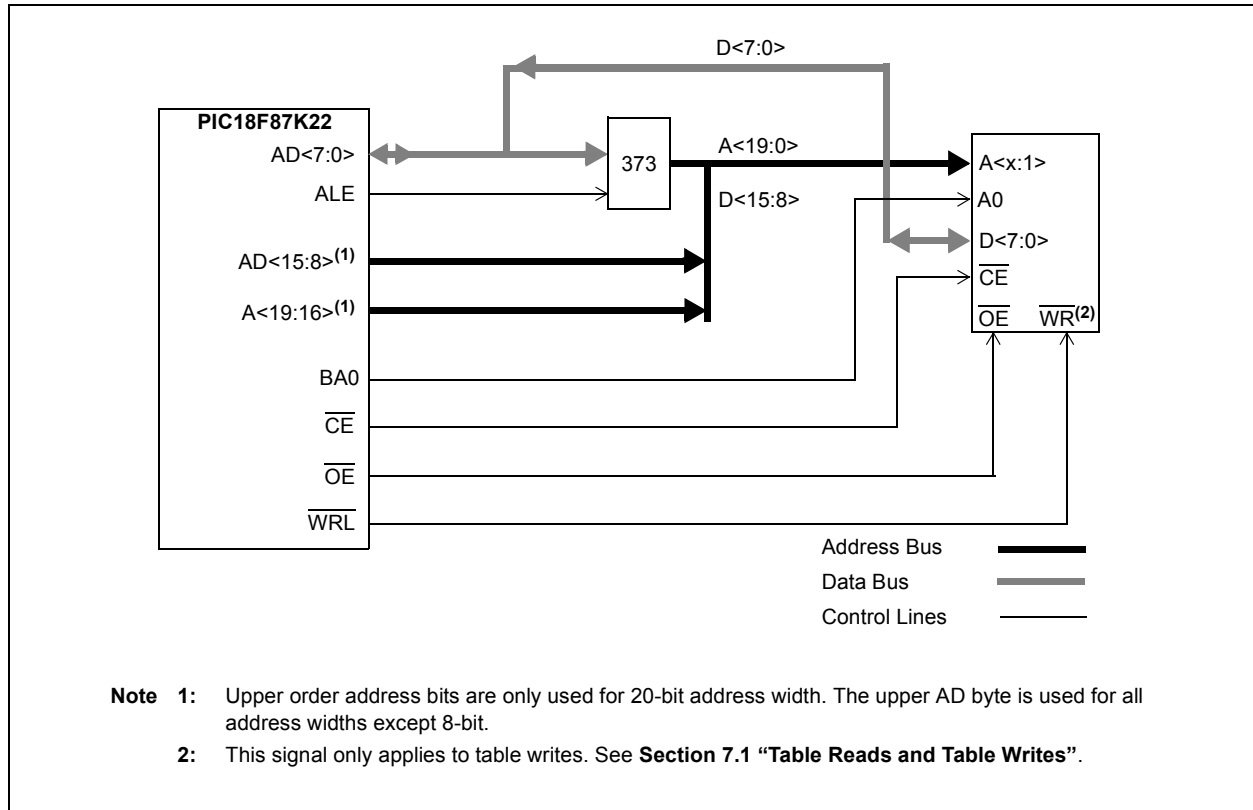 D<7:0>
PIC18F87K22
AD<7:0>
ALE
AD<15:8>(1)
A<19:16>(1)
BA0
CE
OE
WRL
373
A<19:0>
D<15:8>
A<x:1>
A0
D<7:0>
CE
OE WR(2)
Address Bus
Data Bus
Control Lines
Note 1: Upper order address bits are only used for 20-bit address width. The upper AD byte is used for all
address widths except 8-bit.
2: This signal only applies to table writes. See Section 7.1 “Table Reads and Table Writes”.